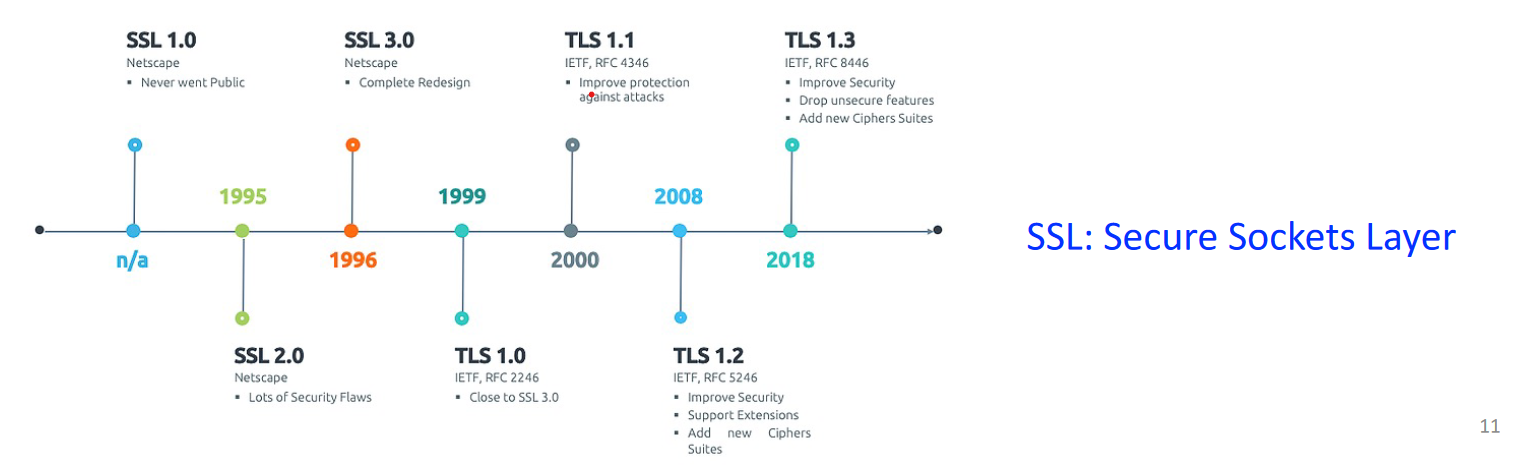 SSL 1.0
Netscape
▪ Never went Public
SSL 3.0
Netscape
▪ Complete Redesign
TLS 1.1
IETF, RFC 4346
▪ Improve protection
against attacks
TLS 1.3
IETF, RFC 8446
▪ Improve Security
▪ Drop unsecure features
▪ Add new Ciphers Suites
1995
1999
2008
n/a
1996
2000
2018
SSL: Secure Sockets Layer
SSL 2.0
Netscape
▪ Lots of Security Flaws
TLS 1.0
IETF, RFC 2246
▪ Close to SSL 3.0
TLS 1.2
IETF, RFC 5246
▪ Improve Security
▪ Support Extensions
▪ Add new Ciphers
Suites
11